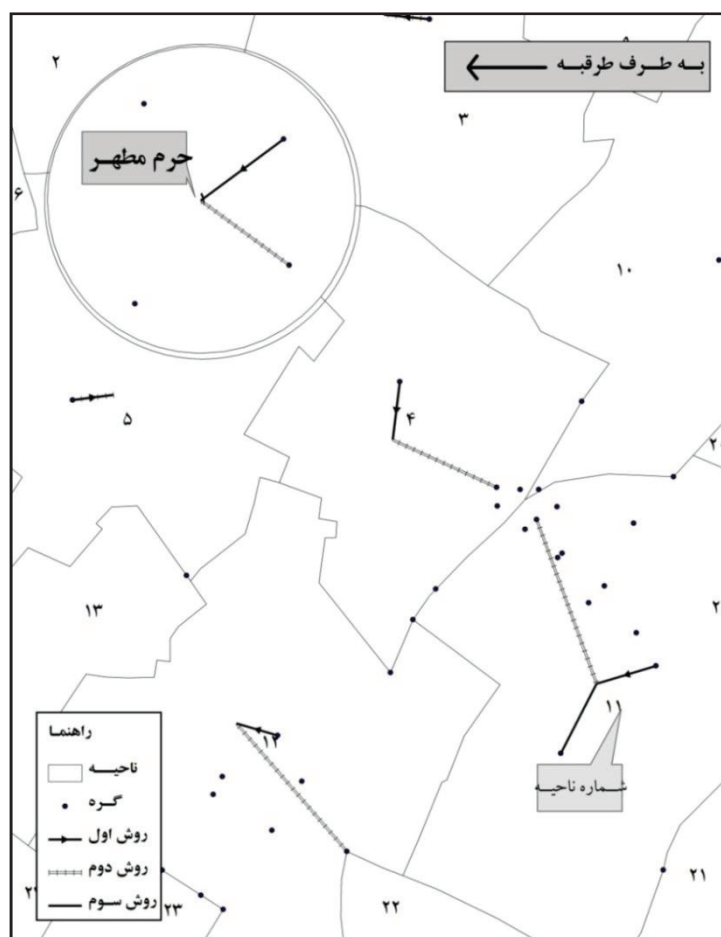 ۲
۹
به طرف طرقبه
۳
حرم مطهر
۶
۱۰
۵
۴
۱۳
۱۱
شماره ناحیه
۱۲
راهنما
ناحیه
گره
روش اول
روش دوم
روش سوم
۲۱
۲۳
۲۲